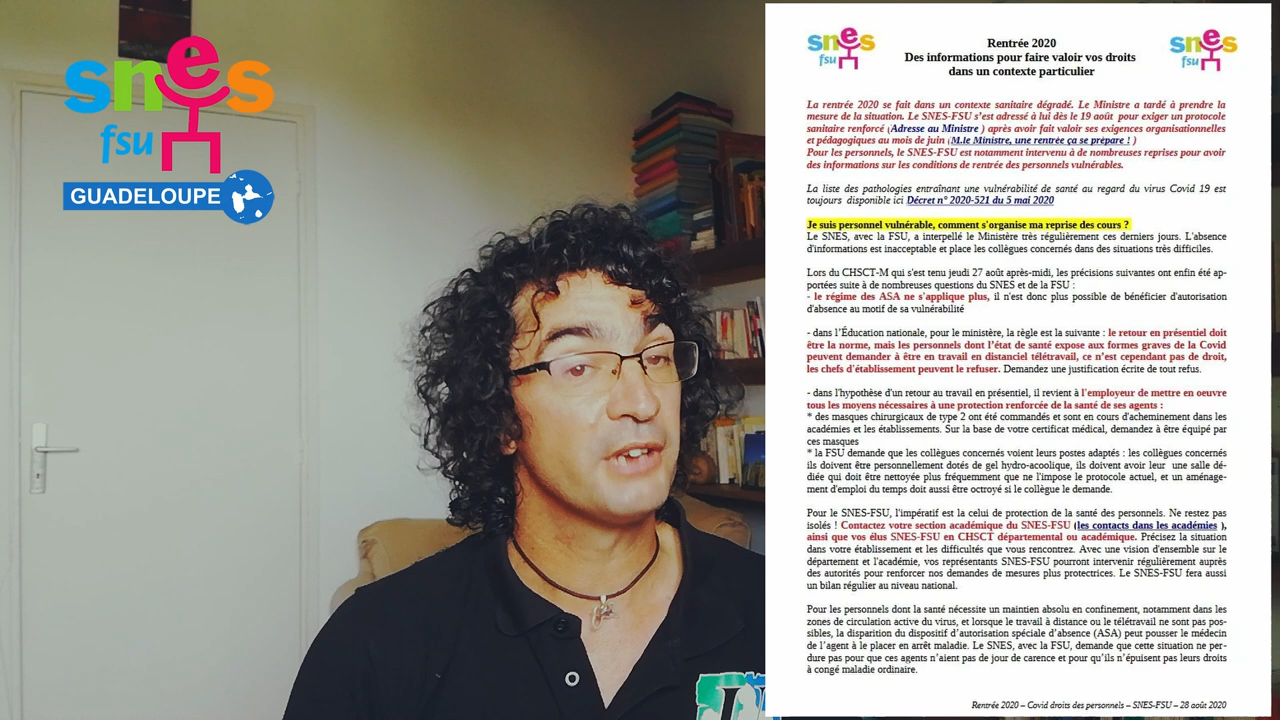 snes
fsu
GUADELOUPE
snes
fsu
snes
fsu
Rentrée 2020
Des informations pour faire valoir vos droits
dans un contexte particulier
La rentrée 2020 se fait dans un contexte sanitaire dégradé. Le Ministre a tardé à prendre la
mesure de la situation. Le SNES-FSU s'est adressé à lui dès le 19 août pour exiger un protocole
sanitaire renforcé (Adresse au Ministre ) après avoir fait valoir ses exigences organisationnelles
et pédagogiques au mois de juin (M.le Ministre, une rentrée ça se prépare ! )
Pour les personnels, le SNES-FSU est notamment intervenu à de nombreuses reprises pour avoir
des informations sur les conditions de rentrée des personnels vulnérables.
La liste des pathologies entraînant une vulnérabilité de santé au regard du virus Covid 19 est
toujours disponible ici Décret n° 2020-521 du 5 mai 2020
Je suis personnel vulnérable, comment s'organise ma reprise des cours ?
Le SNES, avec la FSU, a interpellé le Ministère très régulièrement ces derniers jours. L'absence
d'informations est inacceptable et place les collègues concernés dans des situations très difficiles.
Lors du CHSCT-M qui s'est tenu jeudi 27 août après-midi, les précisions suivantes ont enfin été ap-
portées suite à de nombreuses questions du SNES et de la FSU :
- le régime des ASA ne s'applique plus, il n'est donc plus possible de bénéficier d'autorisation
d'absence au motif de sa vulnérabilité
- dans l'Éducation nationale, pour le ministère, la règle est la suivante : le retour en présentiel doit
être la norme, mais les personnels dont l'état de santé expose aux formes graves de la Covid
peuvent demander à être en travail en distanciel télétravail, ce n'est cependant pas de droit,
les chefs d'établissement peuvent le refuser. Demandez une justification écrite de tout refus.
- dans l'hypothèse d'un retour au travail en présentiel, il revient à l'employeur de mettre en oeuvre
tous les moyens nécessaires à une protection renforcée de la santé de ses agents :
* des masques chirurgicaux de type 2 ont été commandés et sont en cours d'acheminement dans les
académies et les établissements. Sur la base de votre certificat médical, demandez à être équipé par
ces masques
* la FSU demande que les collègues concernés voient leurs postes adaptés : les collègues concernés
ils doivent être personnellement dotés de gel hydro-acoolique, ils doivent avoir leur une salle dé-
diée qui doit être nettoyée plus fréquemment que ne l'impose le protocole actuel, et un aménage-
ment d'emploi du temps doit aussi être octroyé si le collègue le demande.
Pour le SNES-FSU, l'impératif est la celui de protection de la santé des personnels. Ne restez pas
isolés ! Contactez votre section académique du SNES-FSU (les contacts dans les académies ),
ainsi que vos élus SNES-FSU en CHSCT départemental ou académique. Précisez la situation
dans votre établissement et les difficultés que vous rencontrez. Avec une vision d'ensemble sur le
département et l'académie, vos représentants SNES-FSU pourront intervenir régulièrement auprès
des autorités pour renforcer nos demandes de mesures plus protectrices. Le SNES-FSU fera aussi
un bilan régulier au niveau national.
Pour les personnels dont la santé nécessite un maintien absolu en confinement, notamment dans les
zones de circulation active du virus, et lorsque le travail à distance ou le télétravail ne sont pas pos-
sibles, la disparition du dispositif d'autorisation spéciale d'absence (ASA) peut pousser le médecin
de l'agent à le placer en arrêt maladie. Le SNES, avec la FSU, demande que cette situation ne per-
dure pas pour que ces agents n'aient pas de jour de carence et pour qu'ils n'épuisent pas leurs droits
à congé maladie ordinaire.
Rentrée 2020 – Covid droits des personnels – SNES-FSU – 28 août 2020